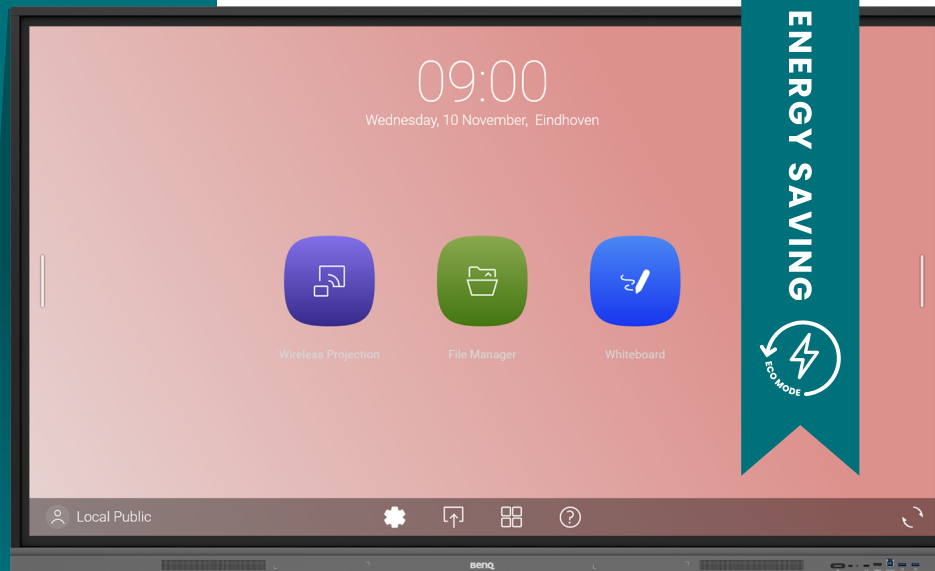 09:00
Wednesday, 10 November, Eindhoven
Wireless Projection
File Manager
Whiteboard
ENERGY SAVING
ECO MODE
Local Public
?
BenQ